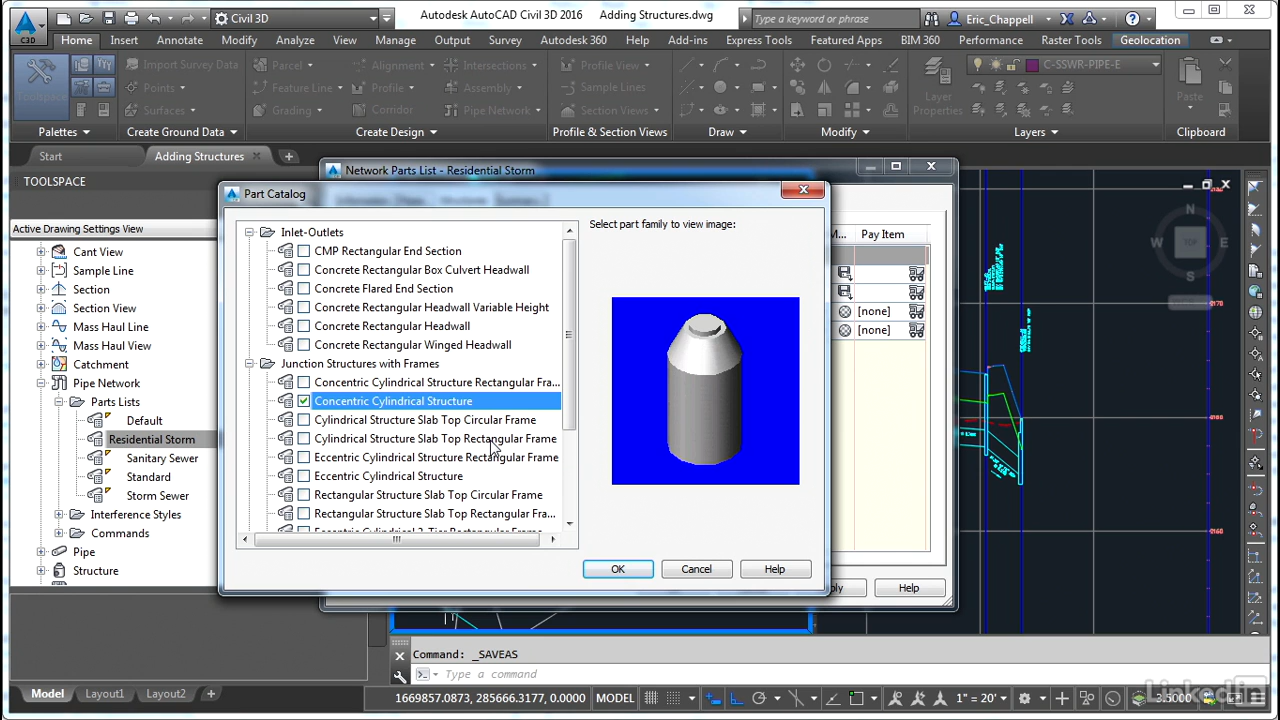 Civil 3D
Autodesk AutoCAD Civil 3D 2016 Adding Structures.dwg
Type a keyword or phrase
Eric_Chappell
C3D
Home Insert Annotate Modify Analyze View Manage Output Survey Autodesk 360 Help Add-ins Express Tools Featured Apps BIM 360 Performance Raster Tools Geolocation
Toolspace
Import Survey Data
Points
Surfaces
Parcel
Feature Line
Grading
Alignment
Profile
Corridor
Intersections
Assembly
Pipe Network
Profile View
Sample Lines
Section Views
Layer
Properties
C-SSWR-PIPE-E
Paste
Palettes Create Ground Data Create Design Profile & Section Views Draw Modify Layers Clipboard
Start Adding Structures
TOOLSPACE
Active Drawing Settings View
Cant View
Sample Line
Section
Section View
Mass Haul Line
Mass Haul View
Catchment
Pipe Network
Parts Lists
Default
Residential Storm
Sanitary Sewer
Standard
Storm Sewer
Interference Styles
Commands
Pipe
Structure
Network Parts List - Residential Storm
M... Pay Item
[none]
[none]
Help
Part Catalog
Inlet-Outlets
CMP Rectangular End Section
Concrete Rectangular Box Culvert Headwall
Concrete Flared End Section
Concrete Rectangular Headwall Variable Height
Concrete Rectangular Headwall
Concrete Rectangular Winged Headwall
Junction Structures with Frames
Concentric Cylindrical Structure Rectangular Fra...
Concentric Cylindrical Structure
Cylindrical Structure Slab Top Circular Frame
Cylindrical Structure Slab Top Rectangular Frame
Eccentric Cylindrical Structure Rectangular Frame
Eccentric Cylindrical Structure
Rectangular Structure Slab Top Circular Frame
Rectangular Structure Slab Top Rectangular Fra...
Eccentric Cylindrical 2-Tier Rectangular Frame
Select part family to view image:
OK Cancel Help
N
W TOP E
S
Command: _SAVEAS
Type a command
Model Layout1 Layout2
1669857.0873, 285666.3177, 0.0000 MODEL
1" = 20'
3.5000
LinkedIn